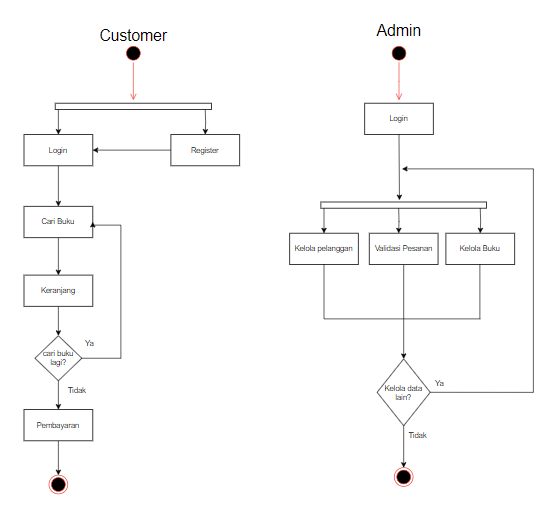 Customer
Login
Register
Cari Buku
Keranjang
cari buku
lagi?
Ya
Tidak
Pembayaran
Admin
Login
Kelola pelanggan
Validasi Pesanan
Kelola Buku
Kelola data
lain?
Ya
Tidak